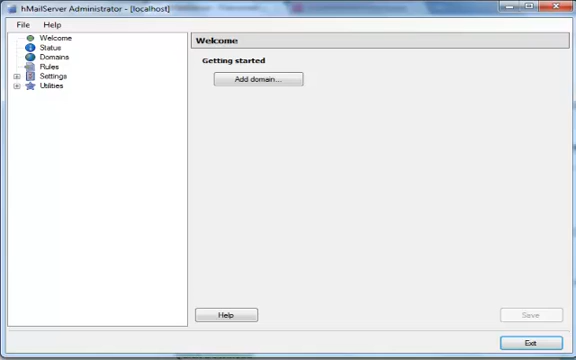 hMailServer Administrator - [localhost]
File Help
Welcome
Status
Domains
Rules
Settings
Utilities
Welcome
Getting started
Add domain...
Help
Save
Exit